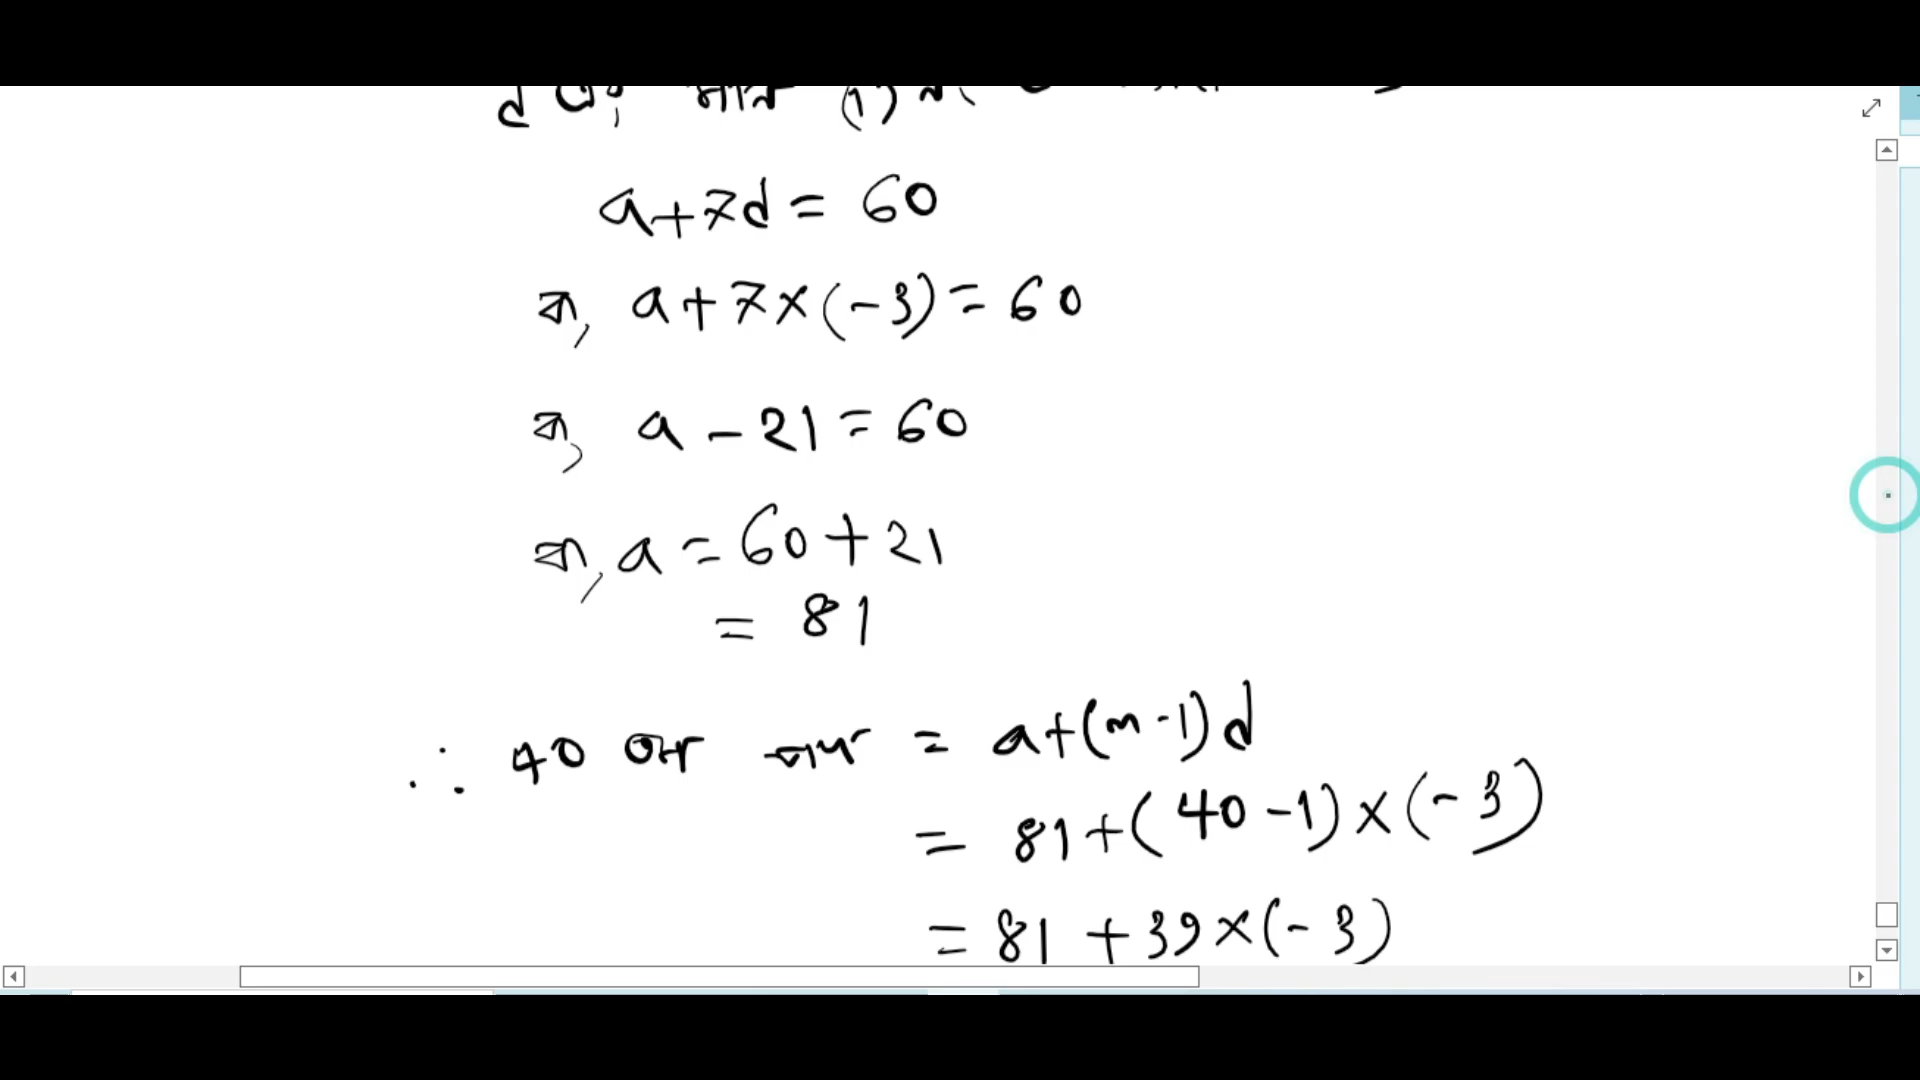 a+7d = 60
বা, a+7×(-3) = 60
বা, a - 21 = 60
বা, a = 60+21
= 81
∴ 40 তম পদ = a+(n-1)d
= 81+(40-1)×(-3)
= 81 + 39×(-3)